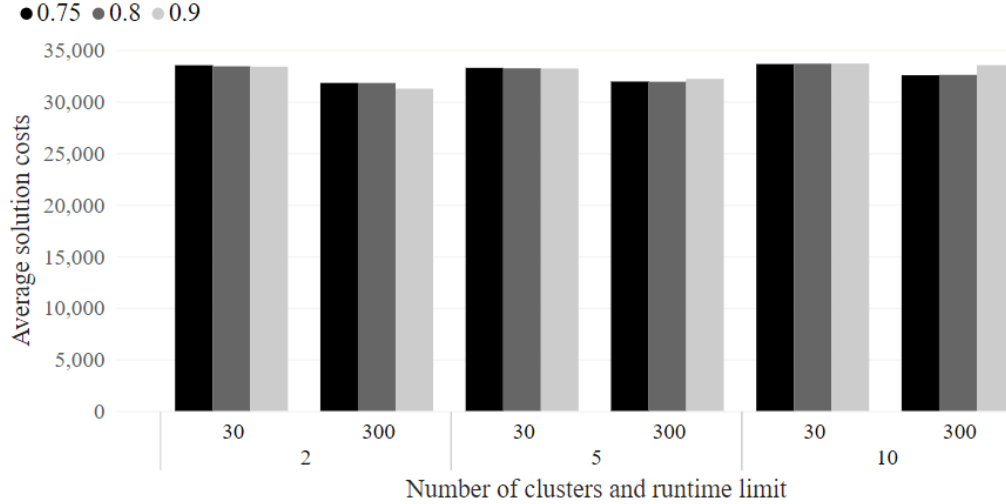 0.75 0.8 0.9
35,000
30,000
25,000
20,000
15,000
10,000
5,000
0
Average solution costs
30 300 30 300 30 300
2 5 10
Number of clusters and runtime limit